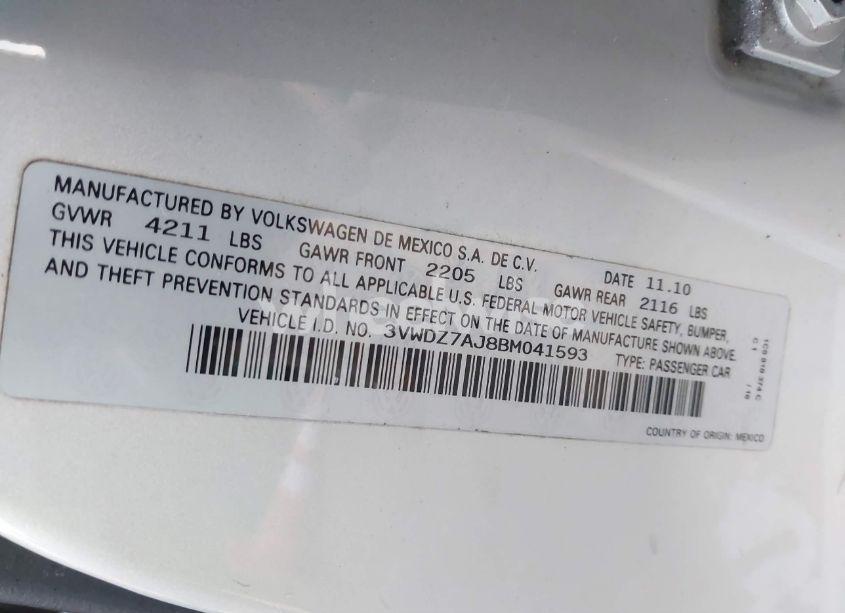 MANUFACTURED BY VOLKSWAGEN DE MEXICO S.A. DE C.V. DATE 11.10
GVWR 4211 LBS GAWR FRONT 2205 LBS GAWR REAR 2116 LBS
THIS VEHICLE CONFORMS TO ALL APPLICABLE U.S. FEDERAL MOTOR VEHICLE SAFETY, BUMPER,
AND THEFT PREVENTION STANDARDS IN EFFECT ON THE DATE OF MANUFACTURE SHOWN ABOVE.
VEHICLE I.D. NO. 3VWDZ7AJ8BM041593 TYPE: PASSENGER CAR
COUNTRY OF ORIGIN: MEXICO